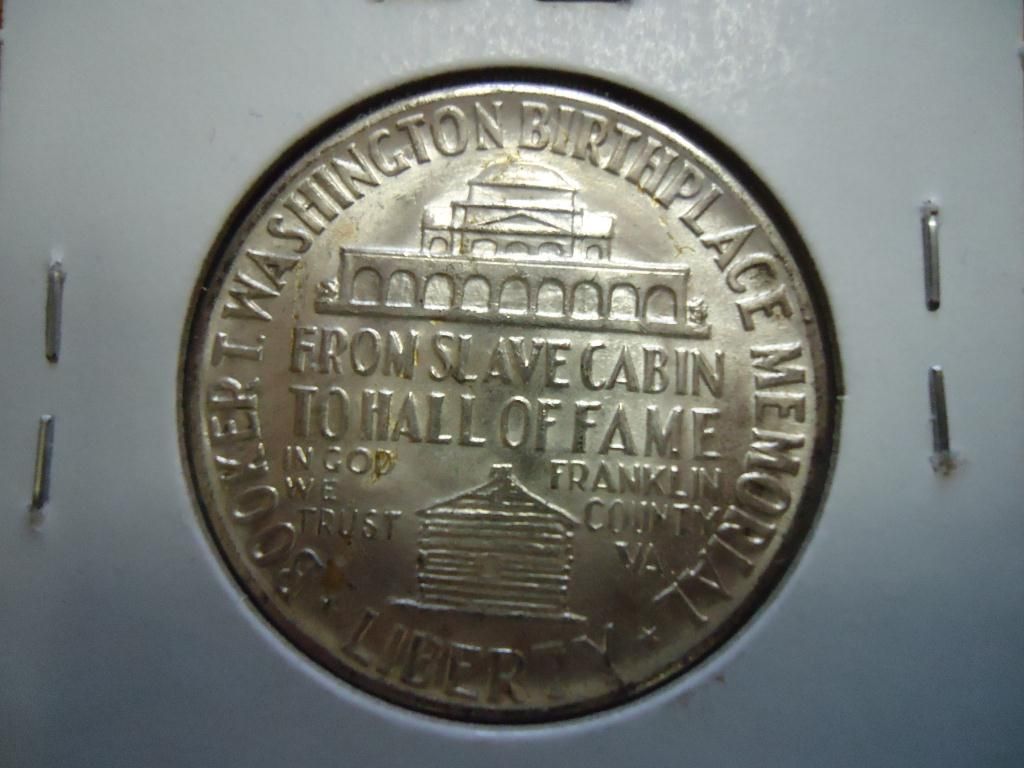 BOOKER T. WASHINGTON BIRTHPLACE MEMORIAL
FROM SLAVE CABIN
TO HALL OF FAME
IN GOD
WE
TRUST
FRANKLIN
COUNTY
VA.
LIBERTY